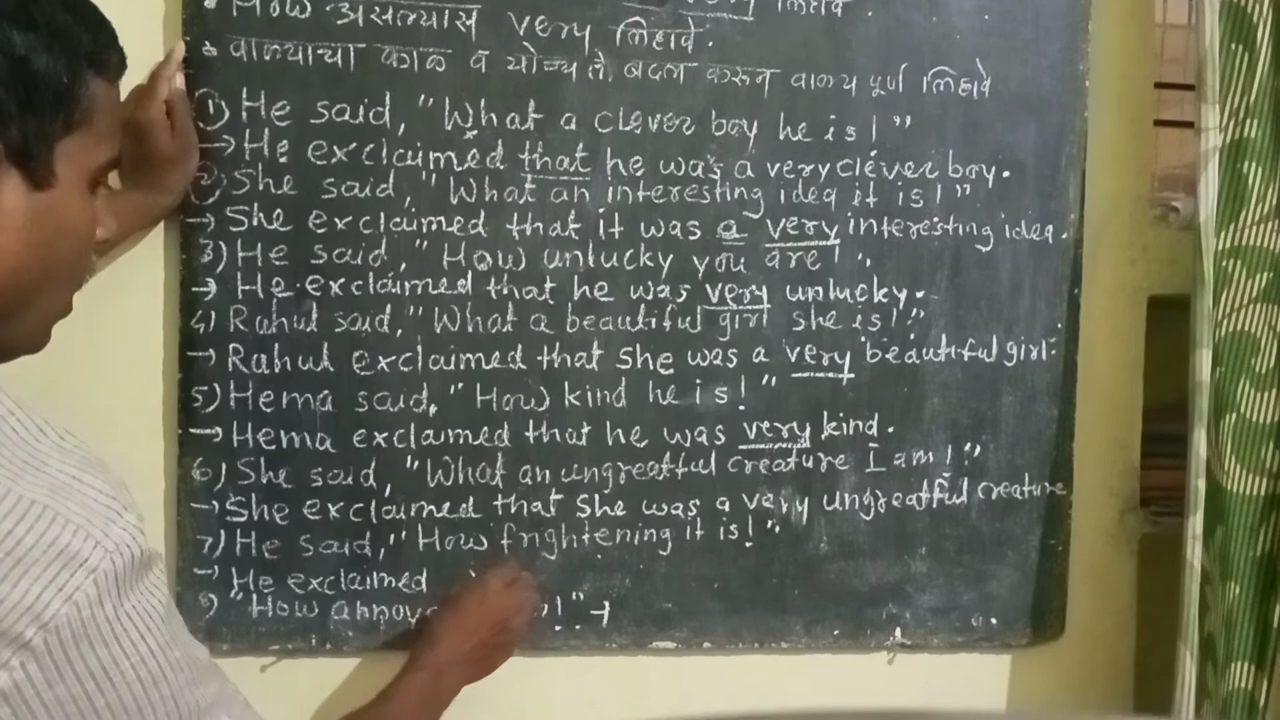 • How असल्यास very लिहावे.
* वाक्याचा काळ व योग्य ते, बदल करून वाक्य पूर्ण लिहावे
① He said, "What a clever boy he is!"
→ He exclaimed that he was a very clever boy.
② She said, "What an interesting idea it is!"
→ She exclaimed that it was a very interesting idea.
3) He said, "How unlucky you are!"
→ He exclaimed that he was very unlucky.
4) Rahul said, "What a beautiful girl she is!"
→ Rahul exclaimed that she was a very beautiful girl.
5) Hema said, "How kind he is!"
→ Hema exclaimed that he was very kind.
6) She said, "What an ungreatful creature I am!"
→ She exclaimed that she was a very ungreatful creature
7) He said, "How frightening it is!"
→ He exclaimed
8) "How